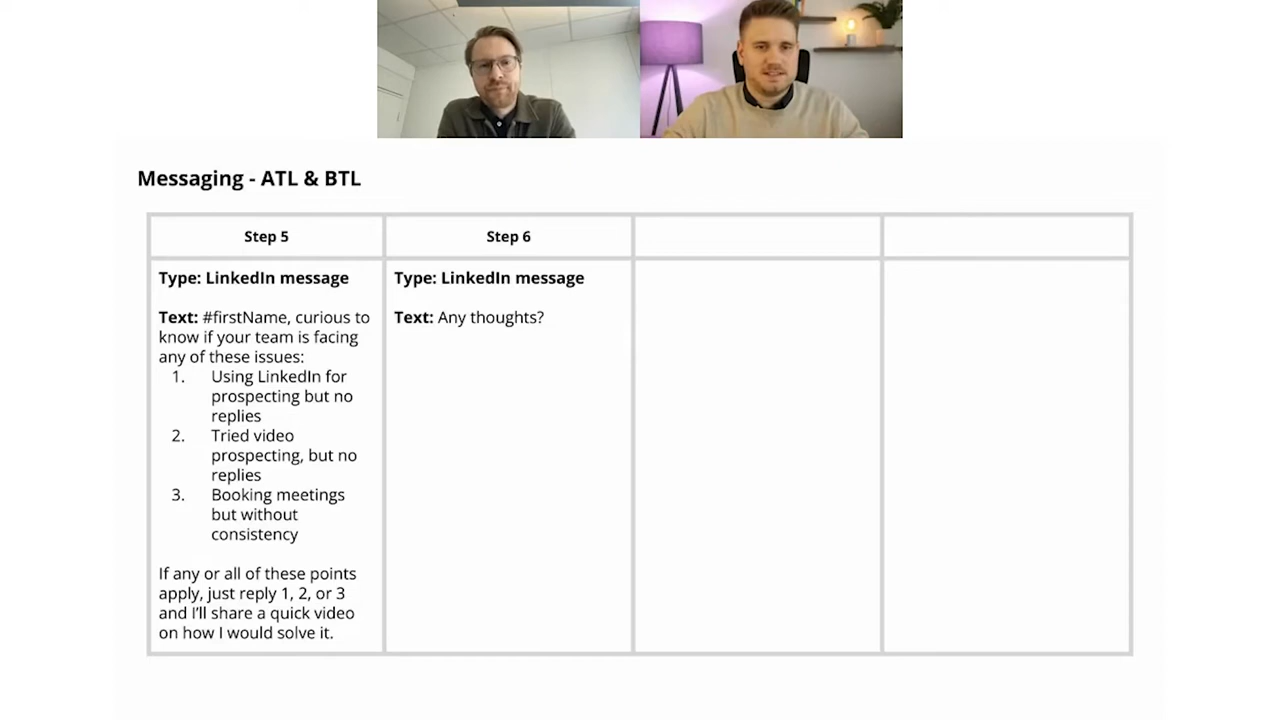 Messaging - ATL & BTL
Step 5
Step 6
Type: LinkedIn message
Text: #firstName, curious to
know if your team is facing
any of these issues:
1. Using LinkedIn for
prospecting but no
replies
2. Tried video
prospecting, but no
replies
3. Booking meetings
but without
consistency
If any or all of these points
apply, just reply 1, 2, or 3
and I'll share a quick video
on how I would solve it.
Type: LinkedIn message
Text: Any thoughts?